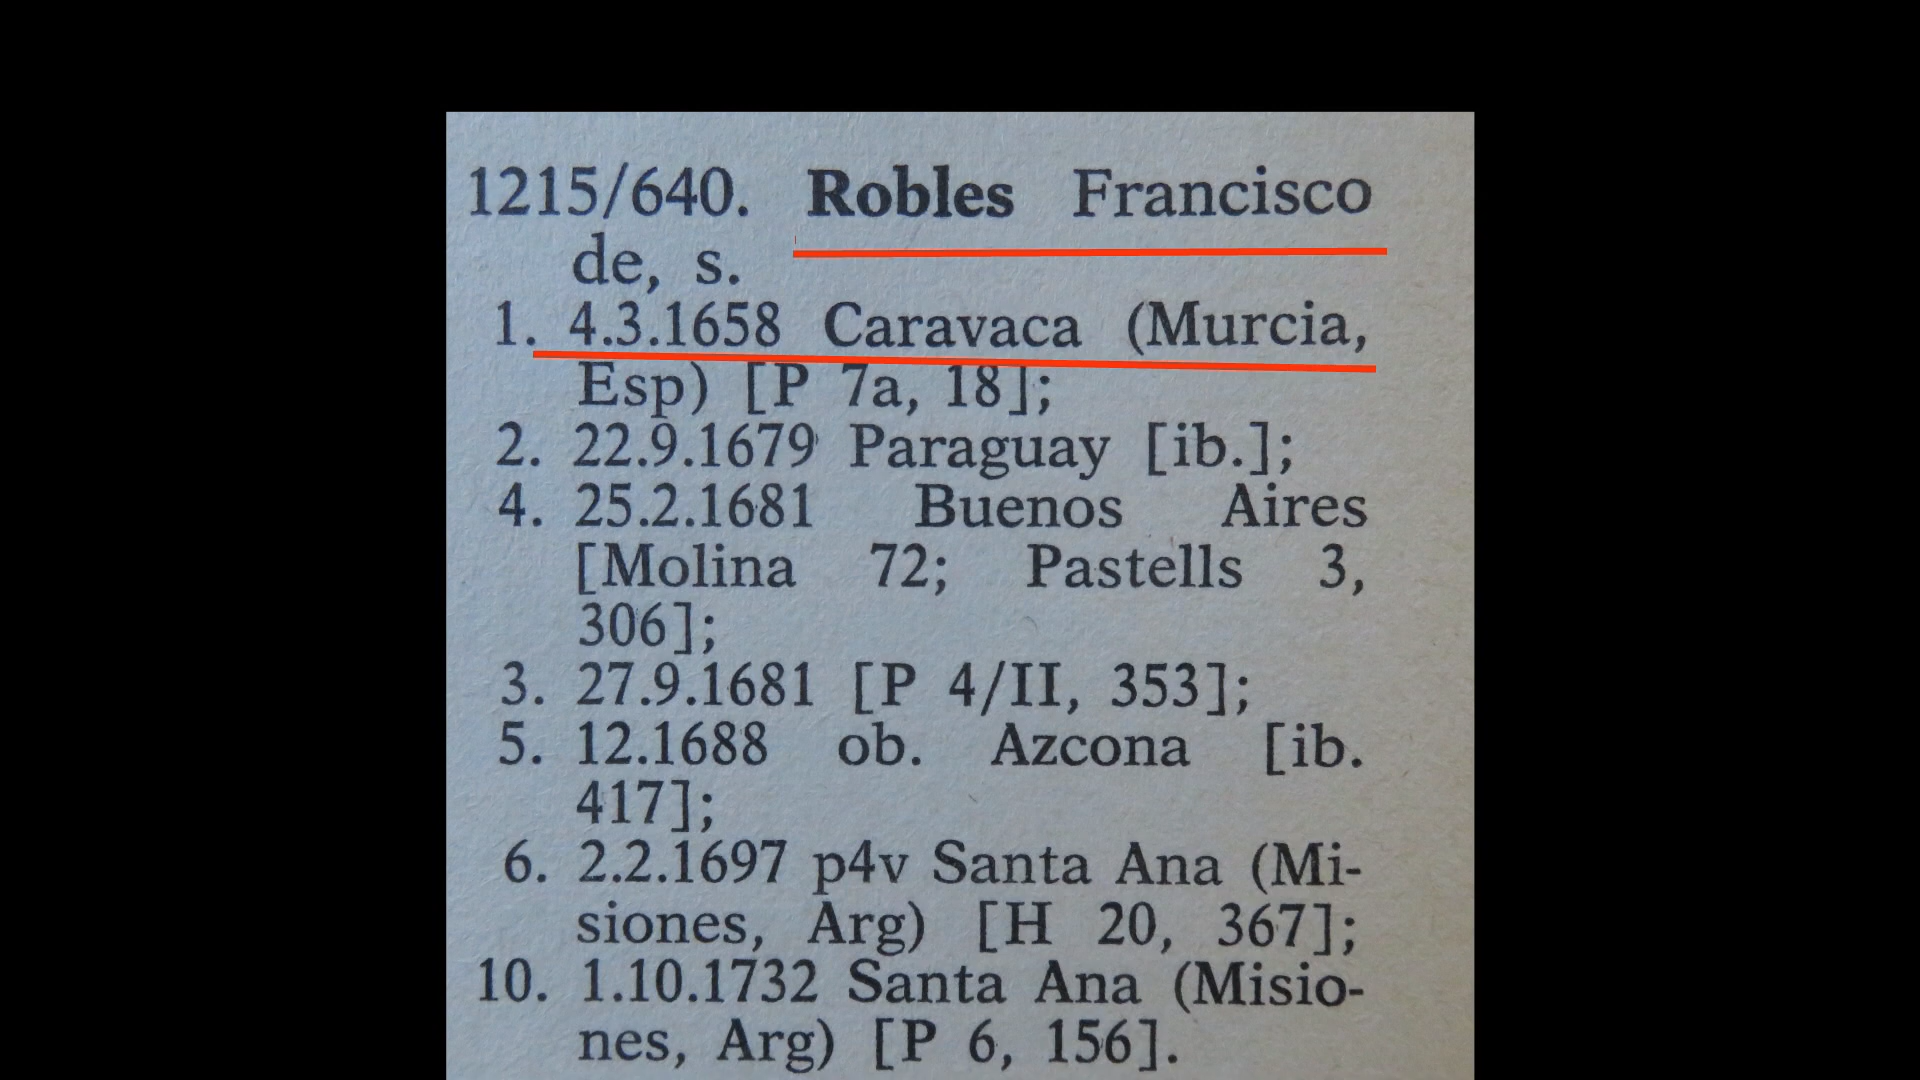 1215/640. Robles Francisco
de, s.
1. 4.3.1658 Caravaca (Murcia,
Esp) [P 7a, 18];
2. 22.9.1679 Paraguay [ib.];
4. 25.2.1681 Buenos Aires
[Molina 72; Pastells 3,
306];
3. 27.9.1681 [P 4/II, 353];
5. 12.1688 ob. Azcona [ib.
417];
6. 2.2.1697 p4v Santa Ana (Mi-
siones, Arg) [H 20, 367];
10. 1.10.1732 Santa Ana (Misio-
nes, Arg) [P 6, 156].